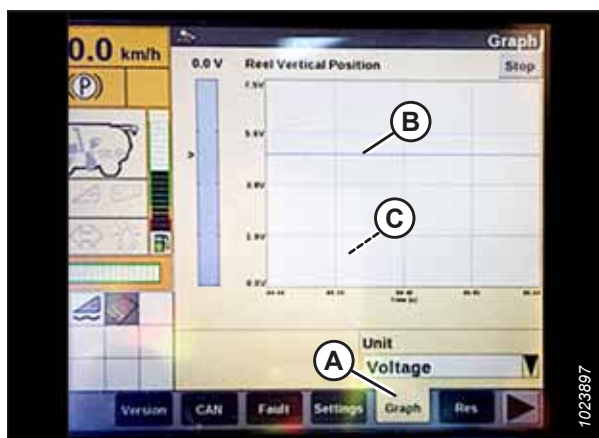 0.0 km/h
Graph
0.0 V
Reel Vertical Position
Stop
(P)
B
C
Unit
Voltage
A
Version
CAN
Fault
Settings
Graph
Res
1023897